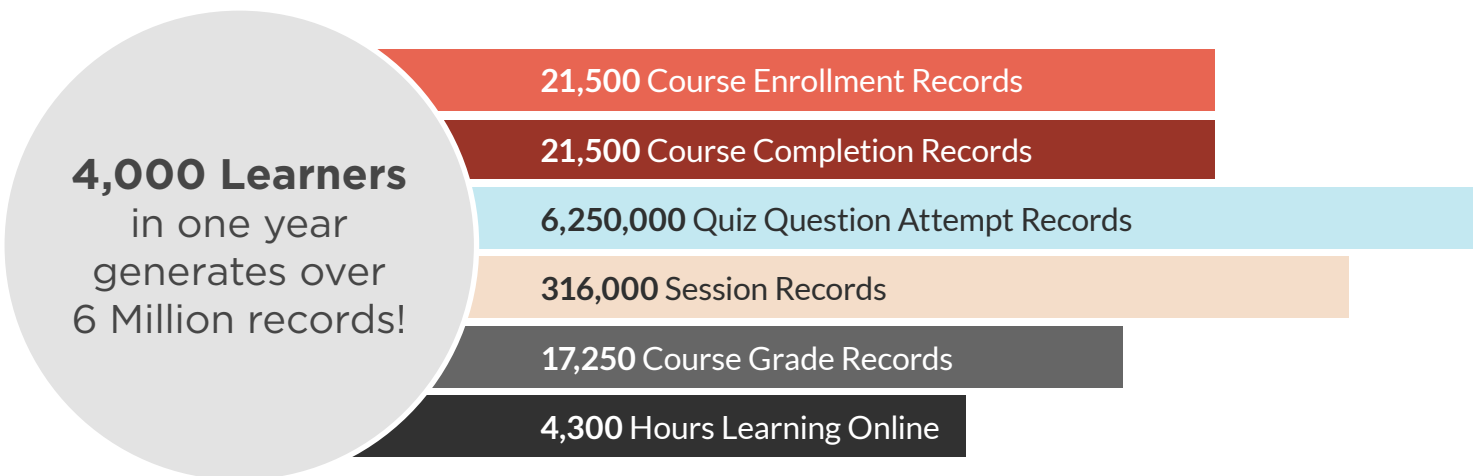 4,000 Learners
in one year
generates over
6 Million records!
21,500 Course Enrollment Records
21,500 Course Completion Records
6,250,000 Quiz Question Attempt Records
316,000 Session Records
17,250 Course Grade Records
4,300 Hours Learning Online